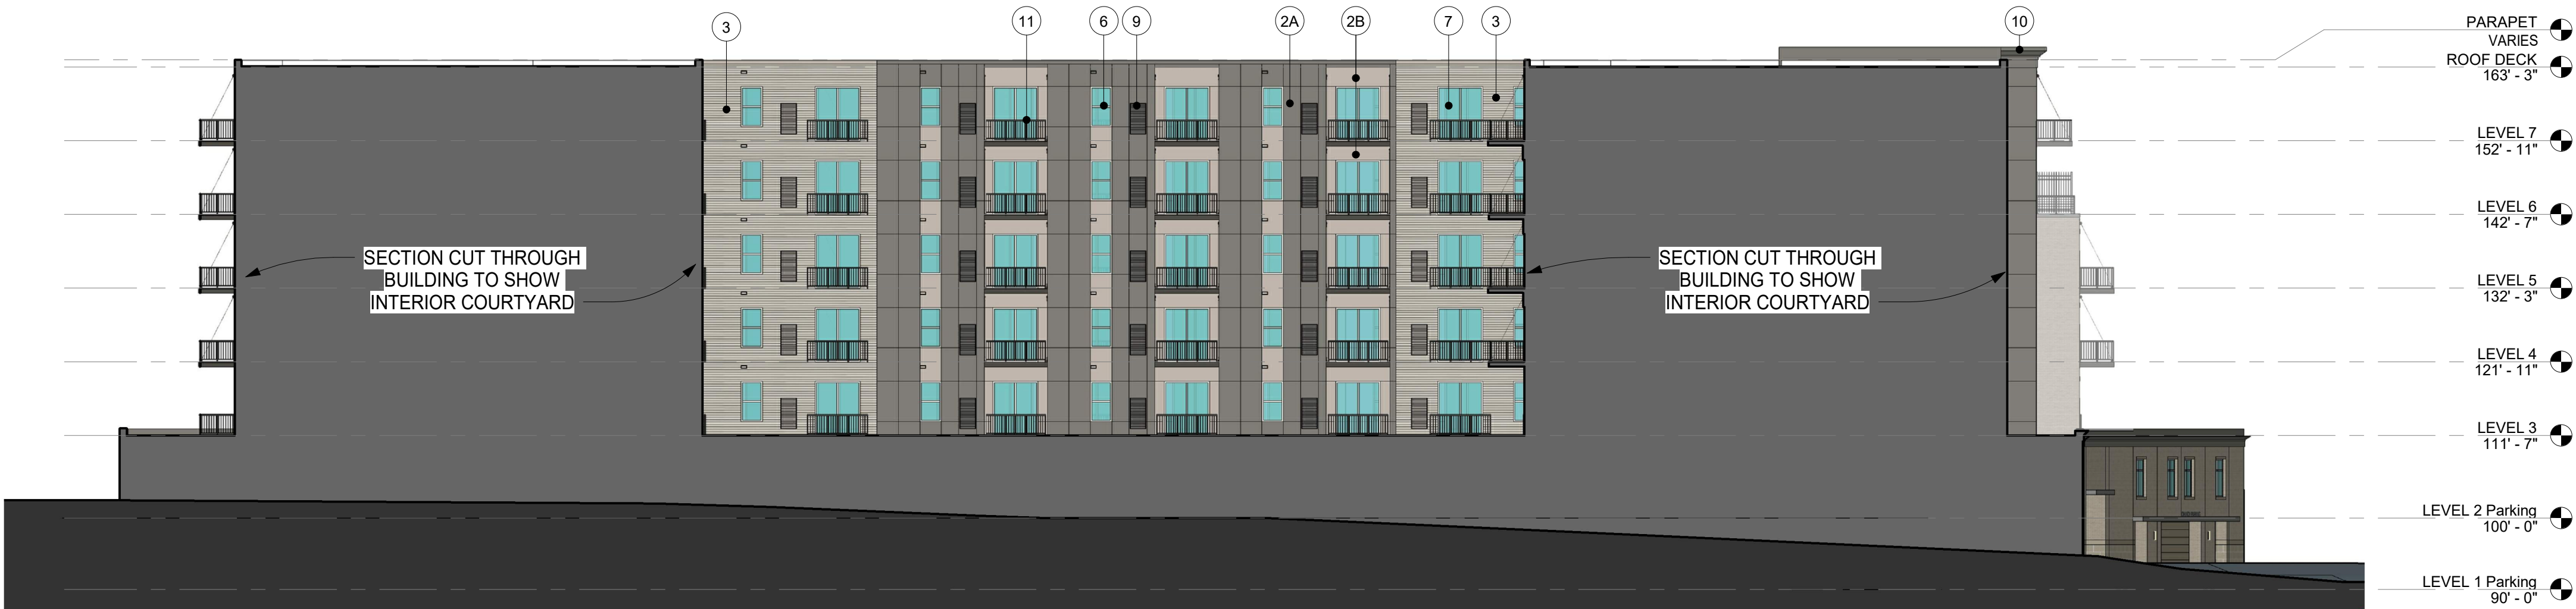 3
11
6
9
2A
2B
7
3
10
PARAPET
VARIES
ROOF DECK
163' - 3"
LEVEL 7
152' - 11"
LEVEL 6
142' - 7"
LEVEL 5
132' - 3"
LEVEL 4
121' - 11"
LEVEL 3
111' - 7"
LEVEL 2 Parking
100' - 0"
LEVEL 1 Parking
90' - 0"
SECTION CUT THROUGH
BUILDING TO SHOW
INTERIOR COURTYARD
SECTION CUT THROUGH
BUILDING TO SHOW
INTERIOR COURTYARD